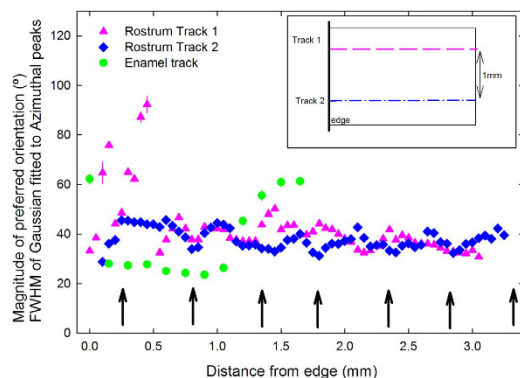 Magnitude of preferred orientation (º)
FWHM of Gaussian fitted to Azimuthal peaks
120
100
80
60
40
20
0
Rostrum Track 1
Rostrum Track 2
Enamel track
Track 1
Track 2
edge
1mm
0.0 0.5 1.0 1.5 2.0 2.5 3.0
Distance from edge (mm)